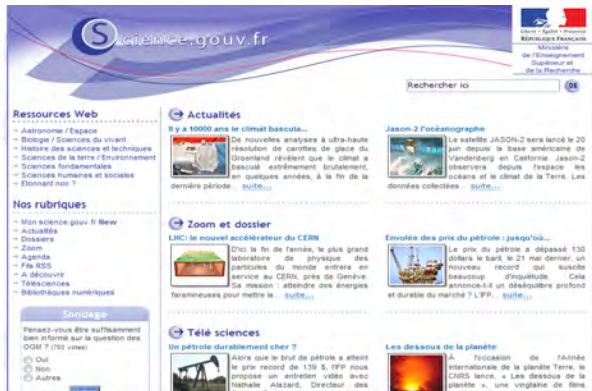 Science.gouv.fr
Liberté • Égalité • Fraternité
RÉPUBLIQUE FRANÇAISE
Ministère
de l'Enseignement
Supérieur et
de la Recherche
Rechercher ici
OK
Ressources Web
Astronomie / Espace
Biologie / Sciences du vivant
Histoire des sciences et techniques
Sciences de la terre / Environnement
Sciences fondamentales
Sciences humaines et sociales
Etonnant non ?
Nos rubriques
Mon science.gouv.fr New
Actualités
Dossiers
Zoom
Agenda
Fils RSS
A découvrir
Télésciences
Bibliothèques numériques
Sondage
Pensez-vous être suffisamment
bien informé sur la question des
OGM ? (703 votes)
Oui
Non
Autres
Actualités
Il y a 10000 ans le climat bascula...
De nouvelles analyses à ultra-haute
résolution de carottes de glace du
Groenland révèlent que le climat a
basculé extrêmement brutalement,
en quelques années, à la fin de la
dernière période... suite...
Jason-2 l'océanographe
Le satellite JASON-2 sera lancé le 20
juin depuis la base américaine de
Vandenberg en Californie. Jason-2
observera depuis l'espace les
océans et le climat de la Terre. Les
données collectées... suite...
Zoom et dossier
LHC: le nouvel accélérateur du CERN
D'ici la fin de l'année, le plus grand
laboratoire de physique des
particules du monde entrera en
service au CERN, près de Genève.
Sa mission : atteindre des énergies
faramineuses pour mettre la... suite...
Envolée des prix du pétrole : jusqu'où...
Le prix du pétrole a dépassé 130
dollars le baril, le 21 mai dernier, un
nouveau record qui suscite
beaucoup d'inquiétude. Cela
annonce-t-il un déséquilibre profond
et durable du marché ? L'IFP... suite...
Télé sciences
Un pétrole durablement cher ?
Alors que le brut de pétrole a atteint
le prix record de 139 $, l'IFP nous
propose un entretien vidéo avec
Nathalie Alazard, Directeur des
Les dessous de la planète
À l'occasion de l'Année
internationale de la planète Terre, le
CNRS lance, « Les dessous de la
planète », une vingtaine de films